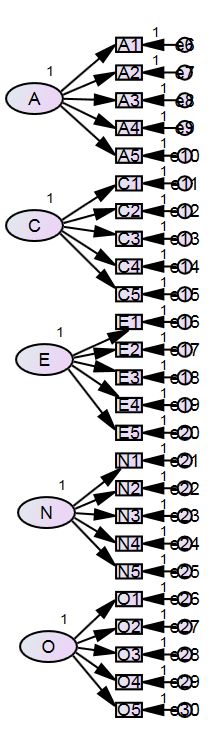 1
A1 1 e6
A2 1 e7
A A3 1 e8
A4 1 e9
A5 1 e10
1
C1 1 e11
C2 1 e12
C C3 1 e13
C4 1 e14
C5 1 e15
1
E1 1 e16
E2 1 e17
E E3 1 e18
E4 1 e19
E5 1 e20
1
N1 1 e21
N2 1 e22
N N3 1 e23
N4 1 e24
N5 1 e25
1
O1 1 e26
O2 1 e27
O O3 1 e28
O4 1 e29
O5 1 e30